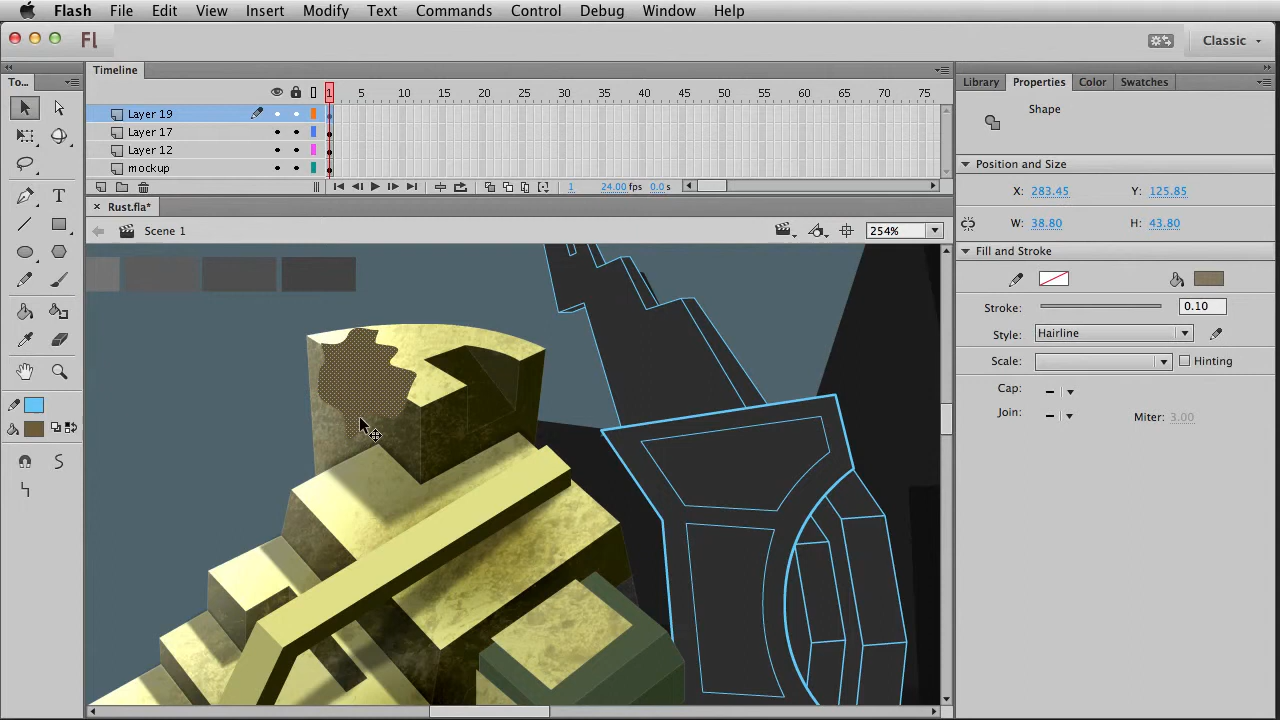 Flash File Edit View Insert Modify Text Commands Control Debug Window Help
Fl Classic
To... Timeline Library Properties Color Swatches
1 5 10 15 20 25 30 35 40 45 50 55 60 65 70 75
Shape
Layer 19
Layer 17
Layer 12
mockup
Position and Size
X: 283.45 Y: 125.85
W: 38.80 H: 43.80
1 24.00 fps 0.0 s
Rust.fla*
Scene 1 254%
Fill and Stroke
Stroke: 0.10
Style: Hairline
Scale: Hinting
Cap:
Join: Miter: 3.00
T